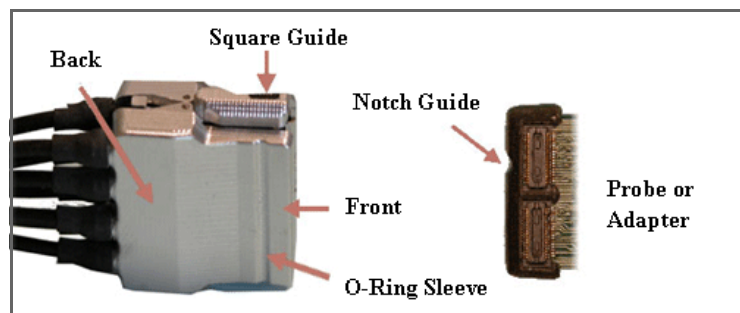 Square Guide
Back
Notch Guide
Probe or
Adapter
Front
O-Ring Sleeve